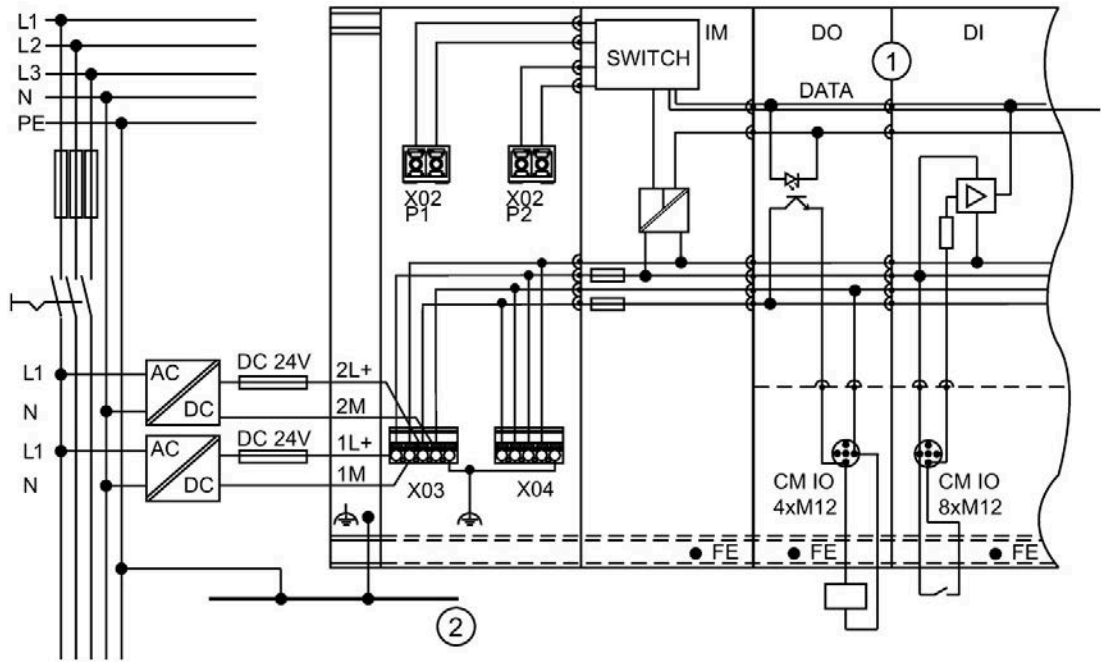 L1
L2
L3
N
PE
IM
DO
DI
SWITCH
1
DATA
X02
P1
X02
P2
L1
N
L1
N
AC
DC
DC 24V
AC
DC
DC 24V
2L+
2M
1L+
1M
X03
X04
CM IO
4xM12
CM IO
8xM12
FE
FE
FE
2